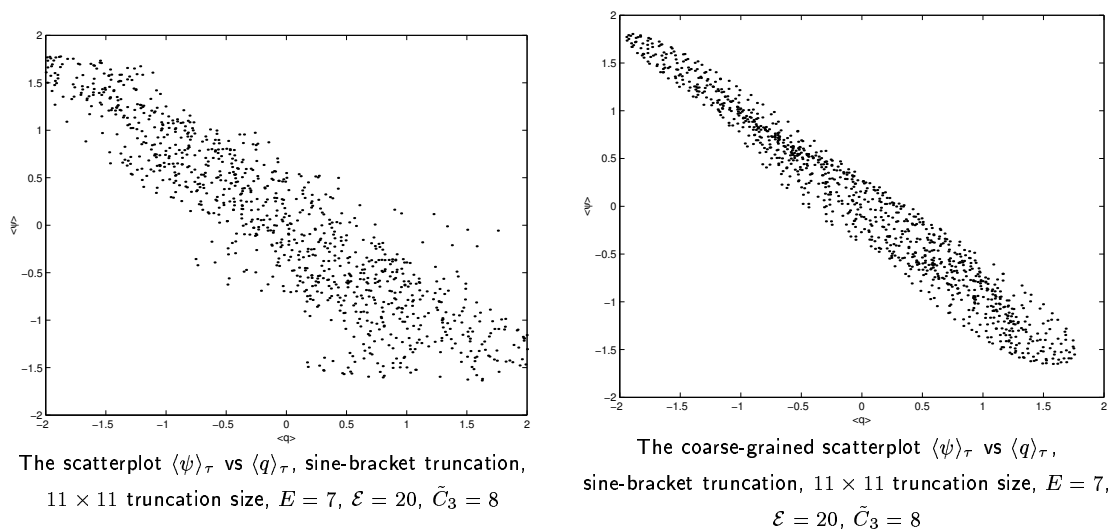 2
1.5
1
0.5
0
−0.5
−1
−1.5
−2
<ψ>
−2 −1.5 −1 −0.5 0 0.5 1 1.5 2
<q>
The scatterplot ⟨ψ⟩τ vs ⟨q⟩τ, sine-bracket truncation,
11 × 11 truncation size, E = 7, ℰ = 20, C̃₃ = 8
2
1.5
1
0.5
0
−0.5
−1
−1.5
−2
<ψ>
−2 −1.5 −1 −0.5 0 0.5 1 1.5 2
<q>
The coarse-grained scatterplot ⟨ψ⟩τ vs ⟨q⟩τ,
sine-bracket truncation, 11 × 11 truncation size, E = 7,
ℰ = 20, C̃₃ = 8